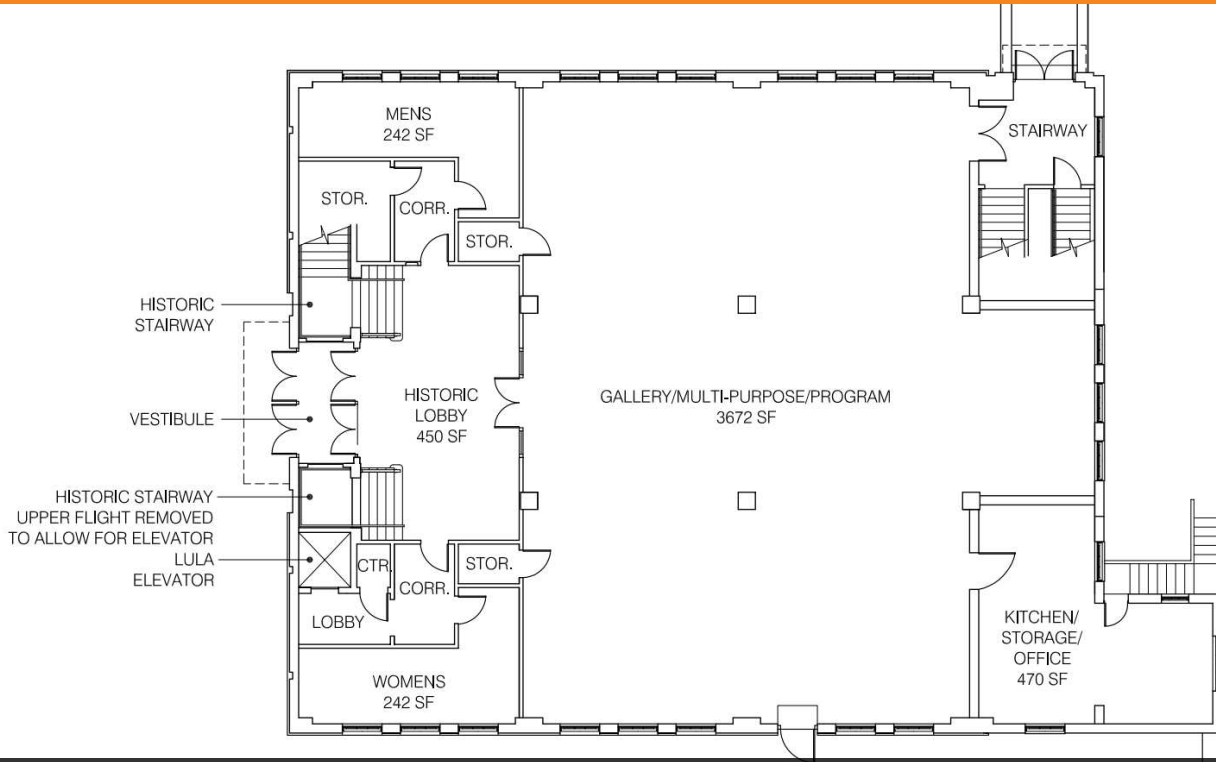 MENS
242 SF
STAIRWAY
STOR.
CORR.
STOR.
HISTORIC
STAIRWAY
VESTIBULE
HISTORIC
LOBBY
450 SF
GALLERY/MULTI-PURPOSE/PROGRAM
3672 SF
HISTORIC STAIRWAY
UPPER FLIGHT REMOVED
TO ALLOW FOR ELEVATOR
LULA
ELEVATOR
CTR.
CORR.
STOR.
LOBBY
KITCHEN/
STORAGE/
OFFICE
470 SF
WOMENS
242 SF